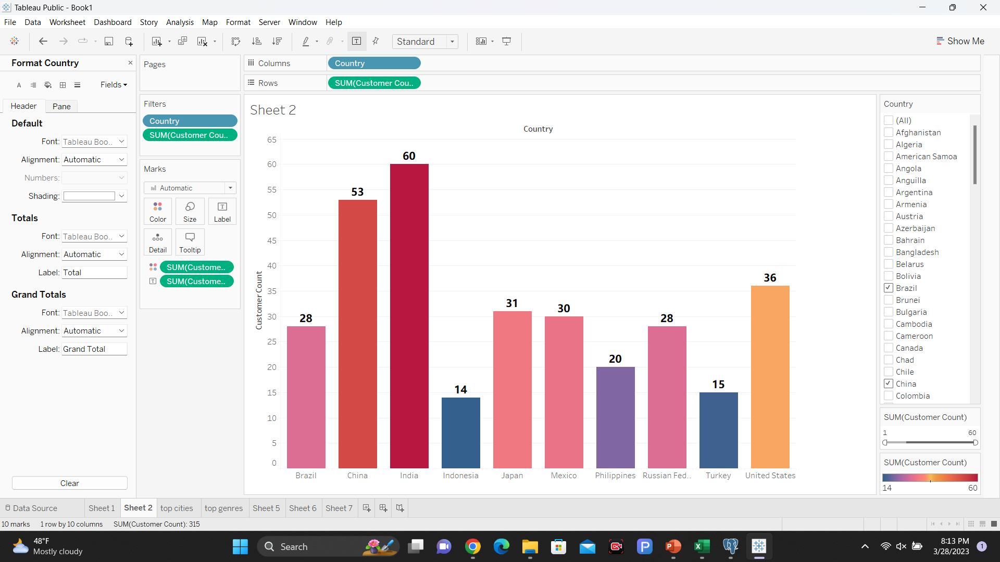 Tableau Public - Book1
File Data Worksheet Dashboard Story Analysis Map Format Server Window Help
Standard
Show Me
Format Country
Fields
Header Pane
Default
Font: Tableau Boo..
Alignment: Automatic
Numbers:
Shading:
Totals
Font: Tableau Boo..
Alignment: Automatic
Label: Total
Grand Totals
Font: Tableau Boo..
Alignment: Automatic
Label: Grand Total
Clear
Pages
Filters
Country
SUM(Customer Cou..
Marks
Automatic
Color Size Label
Detail Tooltip
SUM(Custome..
SUM(Custome..
Columns Country
Rows SUM(Customer Cou..
Sheet 2
Country
Customer Count
65
60
55
50
45
40
35
30
25
20
15
10
5
0
28 53 60 14 31 30 20 28 15 36
Brazil China India Indonesia Japan Mexico Philippines Russian Fed.. Turkey United States
Country
(All)
Afghanistan
Algeria
American Samoa
Angola
Anguilla
Argentina
Armenia
Austria
Azerbaijan
Bahrain
Bangladesh
Belarus
Bolivia
Brazil
Brunei
Bulgaria
Cambodia
Cameroon
Canada
Chad
Chile
China
Colombia
SUM(Customer Count)
1 60
SUM(Customer Count)
14 60
Data Source Sheet 1 Sheet 2 top cities top genres Sheet 5 Sheet 6 Sheet 7
10 marks 1 row by 10 columns SUM(Customer Count): 315
48°F
Mostly cloudy
Search
8:13 PM
3/28/2023
1